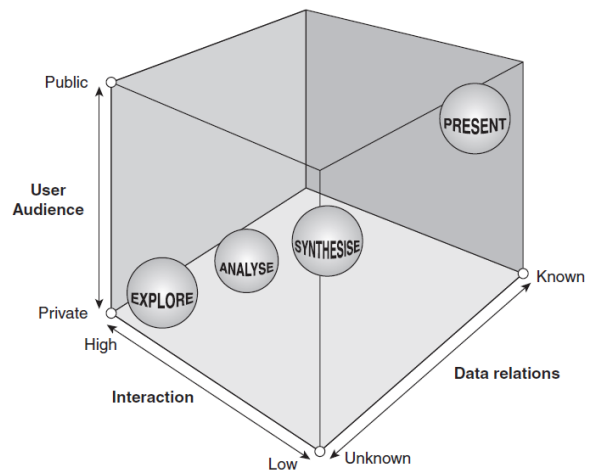 Public
PRESENT
User
Audience
SYNTHESISE
ANALYSE
EXPLORE
Known
Private
High
Data relations
Interaction
Low
Unknown